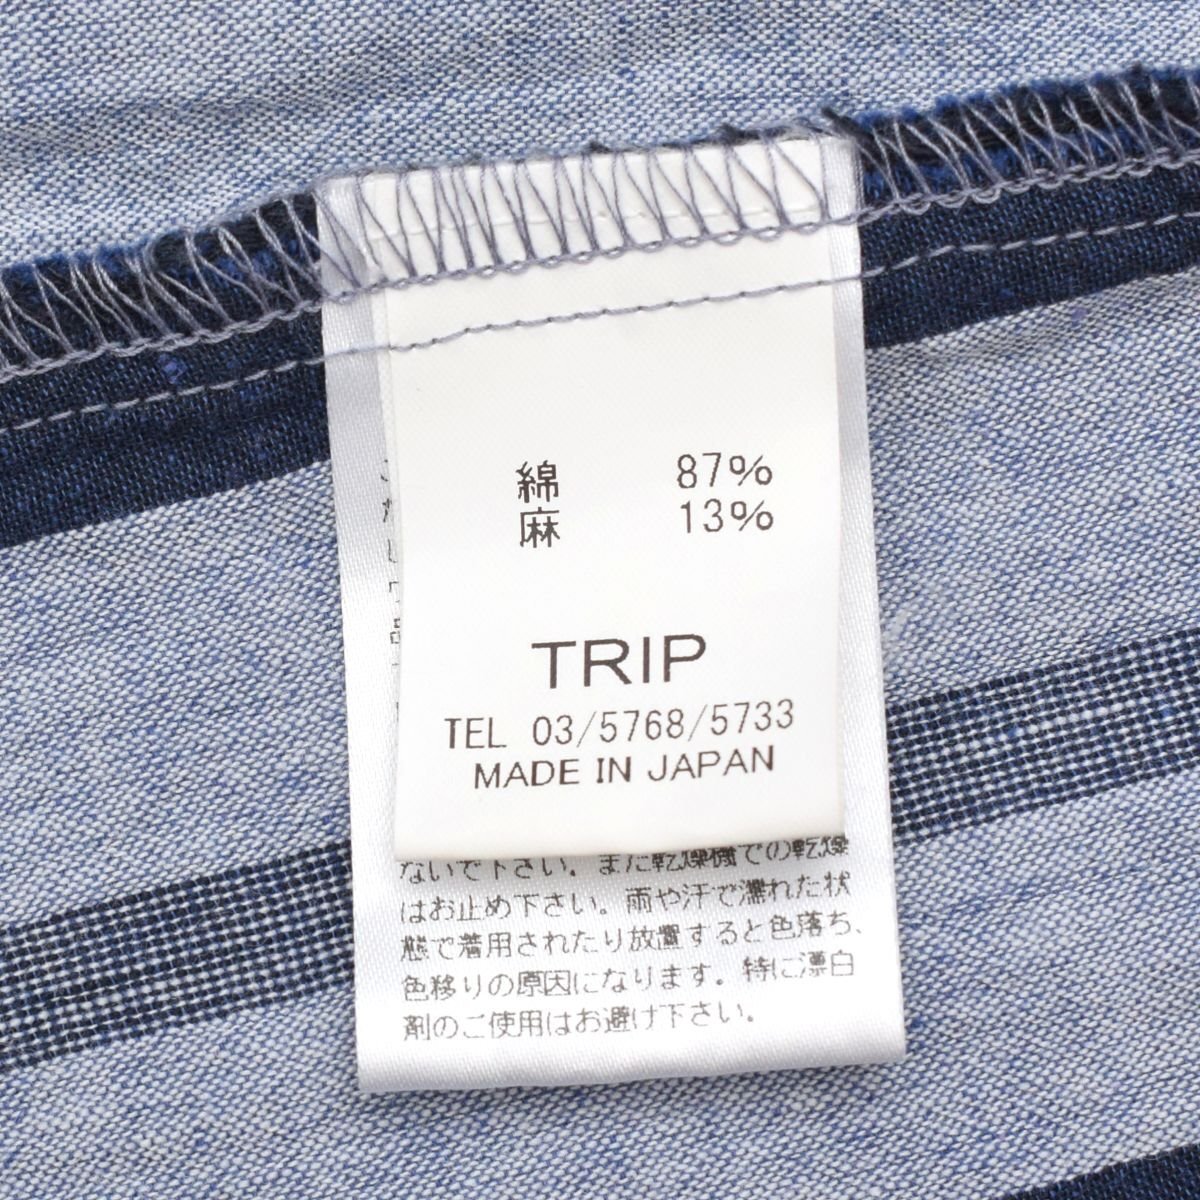 綿 87%
麻 13%
TRIP
TEL 03/5768/5733
MADE IN JAPAN
ないで下さい。また乾燥機での乾燥
はお止め下さい。雨や汗で濡れた状
態で着用されたり放置すると色落ち、
色移りの原因になります。特に漂白
剤のご使用はお避け下さい。